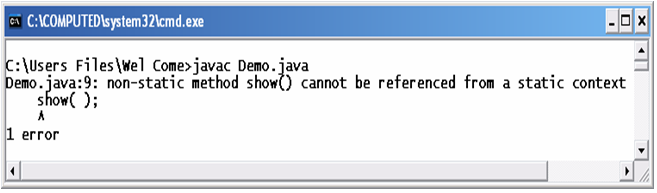 C:\COMPUTED\system32\cmd.exe
C:\Users Files\Wel Come>javac Demo.java
Demo.java:9: non-static method show() cannot be referenced from a static context
    show( );
    ^
1 error